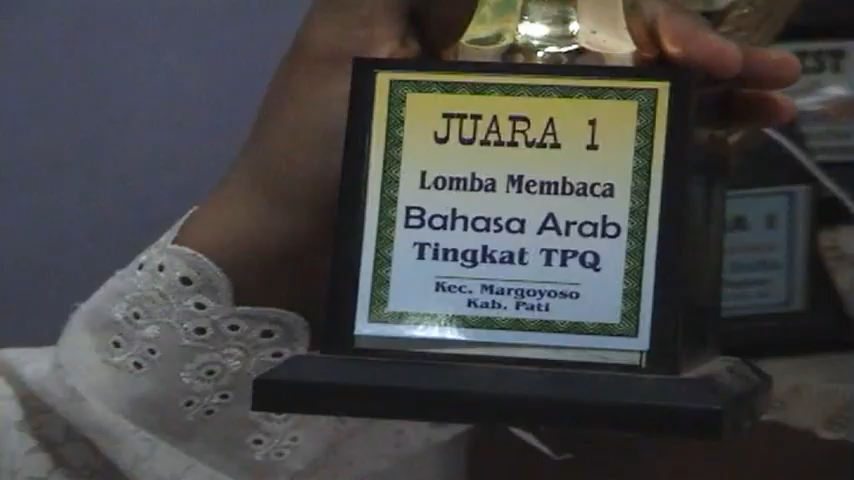 JUARA 1
Lomba Membaca
Bahasa Arab
Tingkat TPQ
Kec. Margoyoso
Kab. Pati